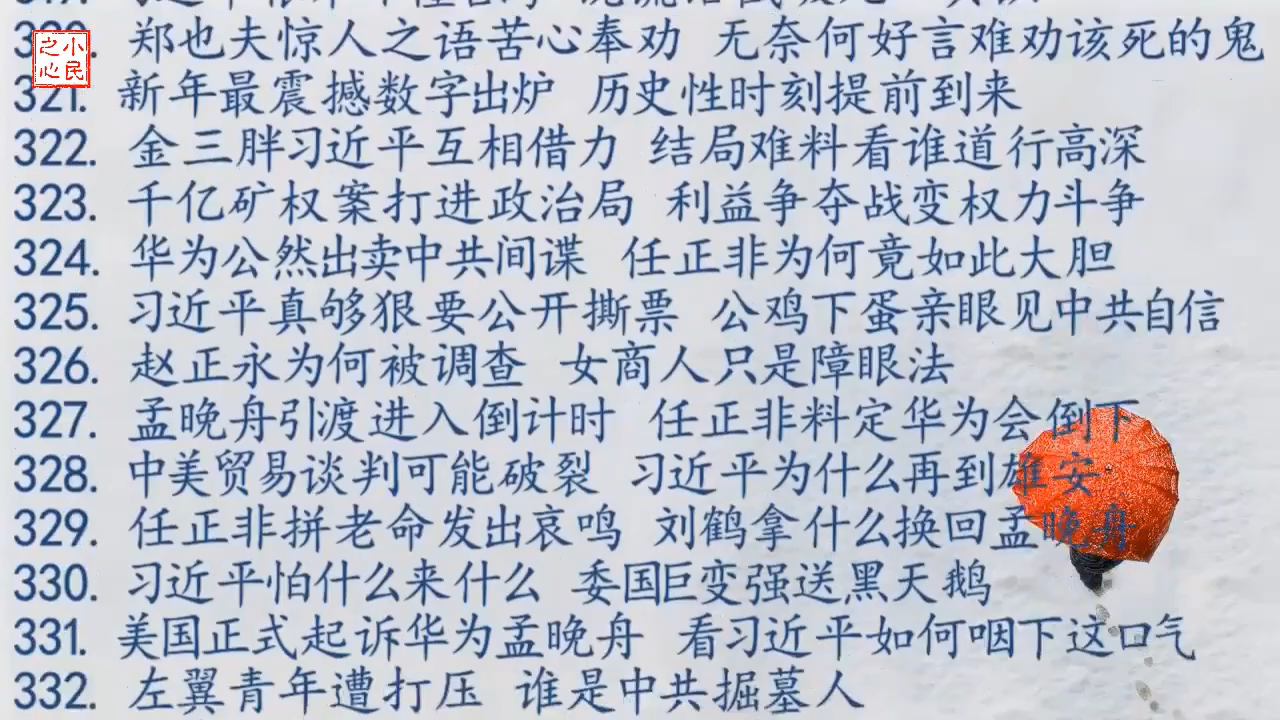 小民之心
320. 郑也夫惊人之语苦心奉劝 无奈何好言难劝该死的鬼
321. 新年最震撼数字出炉 历史性时刻提前到来
322. 金三胖习近平互相借力 结局难料看谁道行高深
323. 千亿矿权案打进政治局 利益争夺战变权力斗争
324. 华为公然出卖中共间谍 任正非为何竟如此大胆
325. 习近平真够狠要公开撕票 公鸡下蛋亲眼见中共自信
326. 赵正永为何被调查 女商人只是障眼法
327. 孟晚舟引渡进入倒计时 任正非料定华为会倒下
328. 中美贸易谈判可能破裂 习近平为什么再到雄安
329. 任正非拼老命发出哀鸣 刘鹤拿什么换回孟晚舟
330. 习近平怕什么来什么 委国巨变强送黑天鹅
331. 美国正式起诉华为孟晚舟 看习近平如何咽下这口气
332. 左翼青年遭打压 谁是中共掘墓人